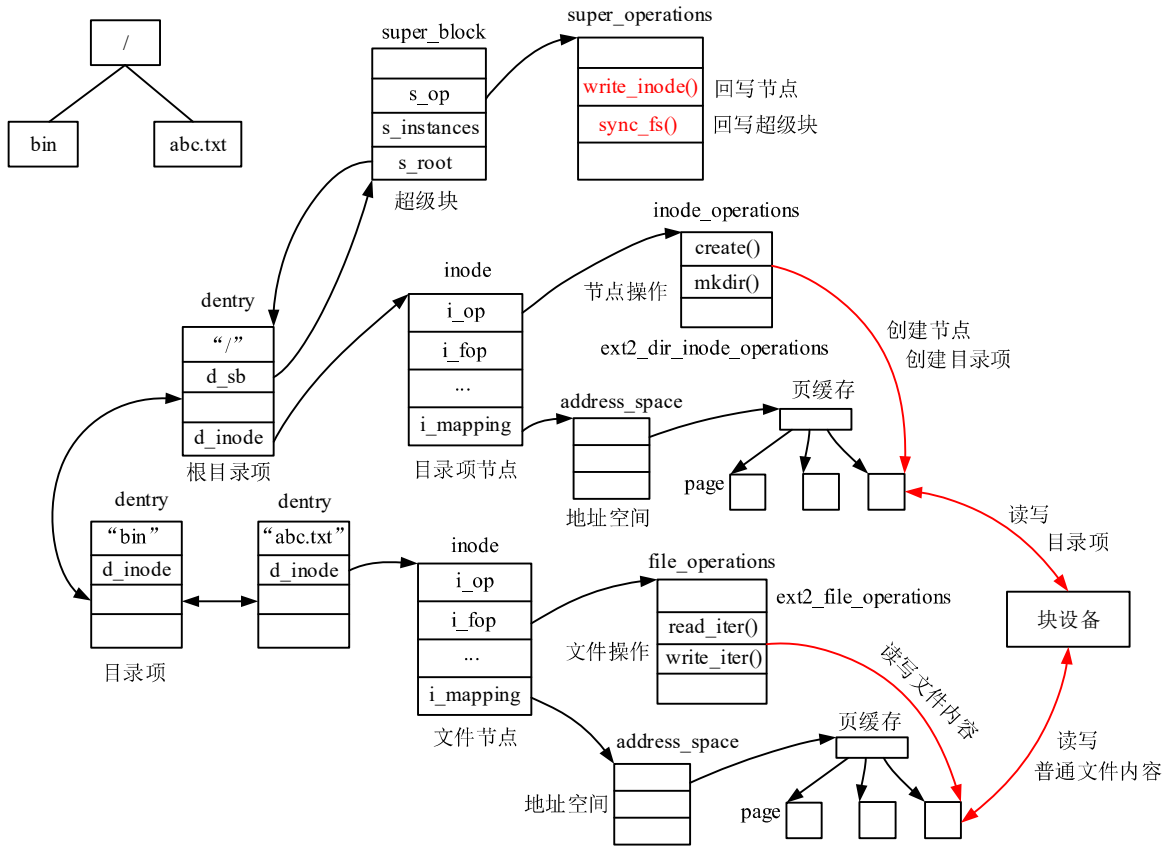 /
bin
abc.txt
super_block
s_op
s_instances
s_root
超级块
super_operations
write_inode()
回写节点
sync_fs()
回写超级块
dentry
“/”
d_sb
d_inode
根目录项
inode
i_op
i_fop
...
i_mapping
目录项节点
inode_operations
create()
mkdir()
节点操作
ext2_dir_inode_operations
创建节点
创建目录项
address_space
地址空间
页缓存
page
读写
目录项
dentry
“bin”
d_inode
目录项
dentry
“abc.txt”
d_inode
inode
i_op
i_fop
...
i_mapping
文件节点
file_operations
ext2_file_operations
read_iter()
write_iter()
文件操作
读写文件内容
块设备
address_space
地址空间
页缓存
page
读写
普通文件内容